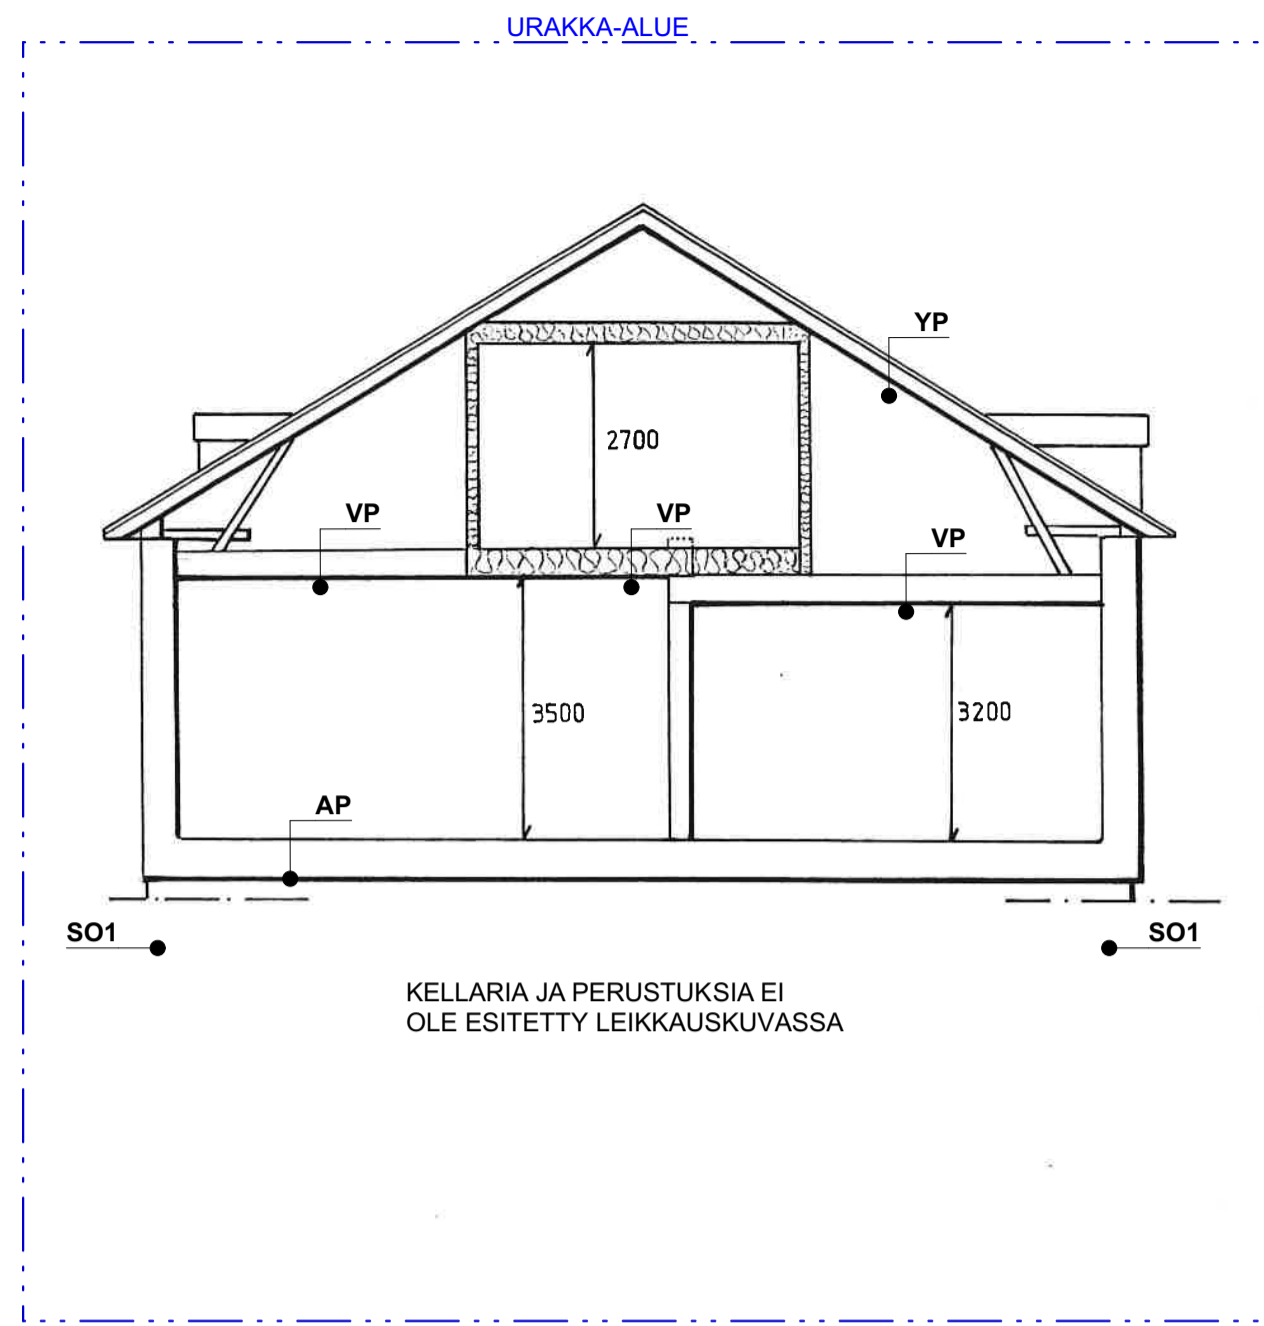 URAKKA-ALUE
YP
2700
VP
VP
VP
3500
3200
AP
SO1
SO1
KELLARIA JA PERUSTUKSIA EI
OLE ESITETTY LEIKKAUSKUVASSA